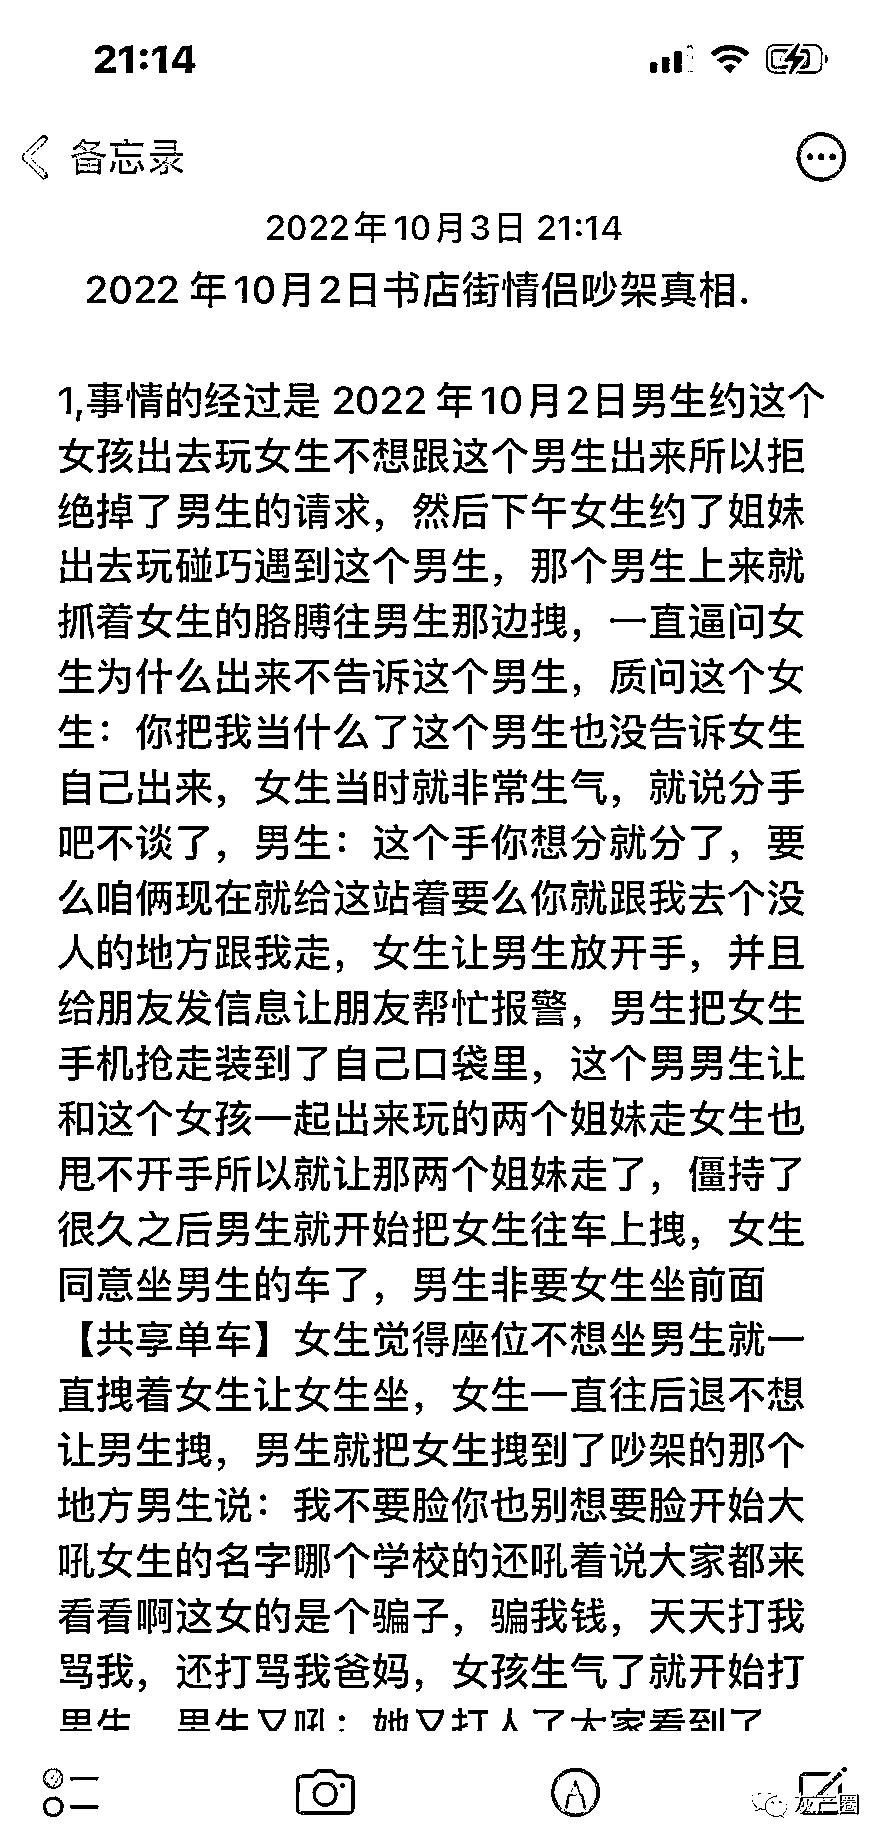 21:14
备忘录
2022年10月3日 21:14
2022 年10月2日书店街情侣吵架真相.
1,事情的经过是 2022 年10月2日男生约这个
女孩出去玩女生不想跟这个男生出来所以拒
绝掉了男生的请求，然后下午女生约了姐妹
出去玩碰巧遇到这个男生，那个男生上来就
抓着女生的胳膊往男生那边拽，一直逼问女
生为什么出来不告诉这个男生，质问这个女
生：你把我当什么了这个男生也没告诉女生
自己出来，女生当时就非常生气，就说分手
吧不谈了，男生：这个手你想分就分了，要
么咱俩现在就给这站着要么你就跟我去个没
人的地方跟我走，女生让男生放开手，并且
给朋友发信息让朋友帮忙报警，男生把女生
手机抢走装到了自己口袋里，这个男男生让
和这个女孩一起出来玩的两个姐妹走女生也
甩不开手所以就让那两个姐妹走了，僵持了
很久之后男生就开始把女生往车上拽，女生
同意坐男生的车了，男生非要女生坐前面
【共享单车】女生觉得座位不想坐男生就一
直拽着女生让女生坐，女生一直往后退不想
让男生拽，男生就把女生拽到了吵架的那个
地方男生说：我不要脸你也别想要脸开始大
吼女生的名字哪个学校的还吼着说大家都来
看看啊这女的是个骗子，骗我钱，天天打我
骂我，还打骂我爸妈，女孩生气了就开始打
男生，男生又吼：她又打人了大家看到了
灰产圈